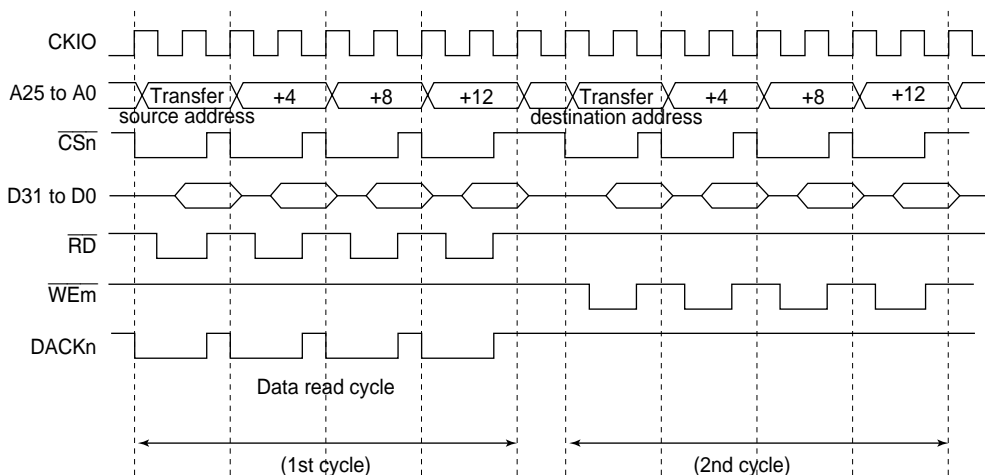 CKIO
A25 to A0
Transfer
source address
+4
+8
+12
Transfer
destination address
+4
+8
+12
CSn
D31 to D0
RD
WEm
DACKn
Data read cycle
(1st cycle)
(2nd cycle)